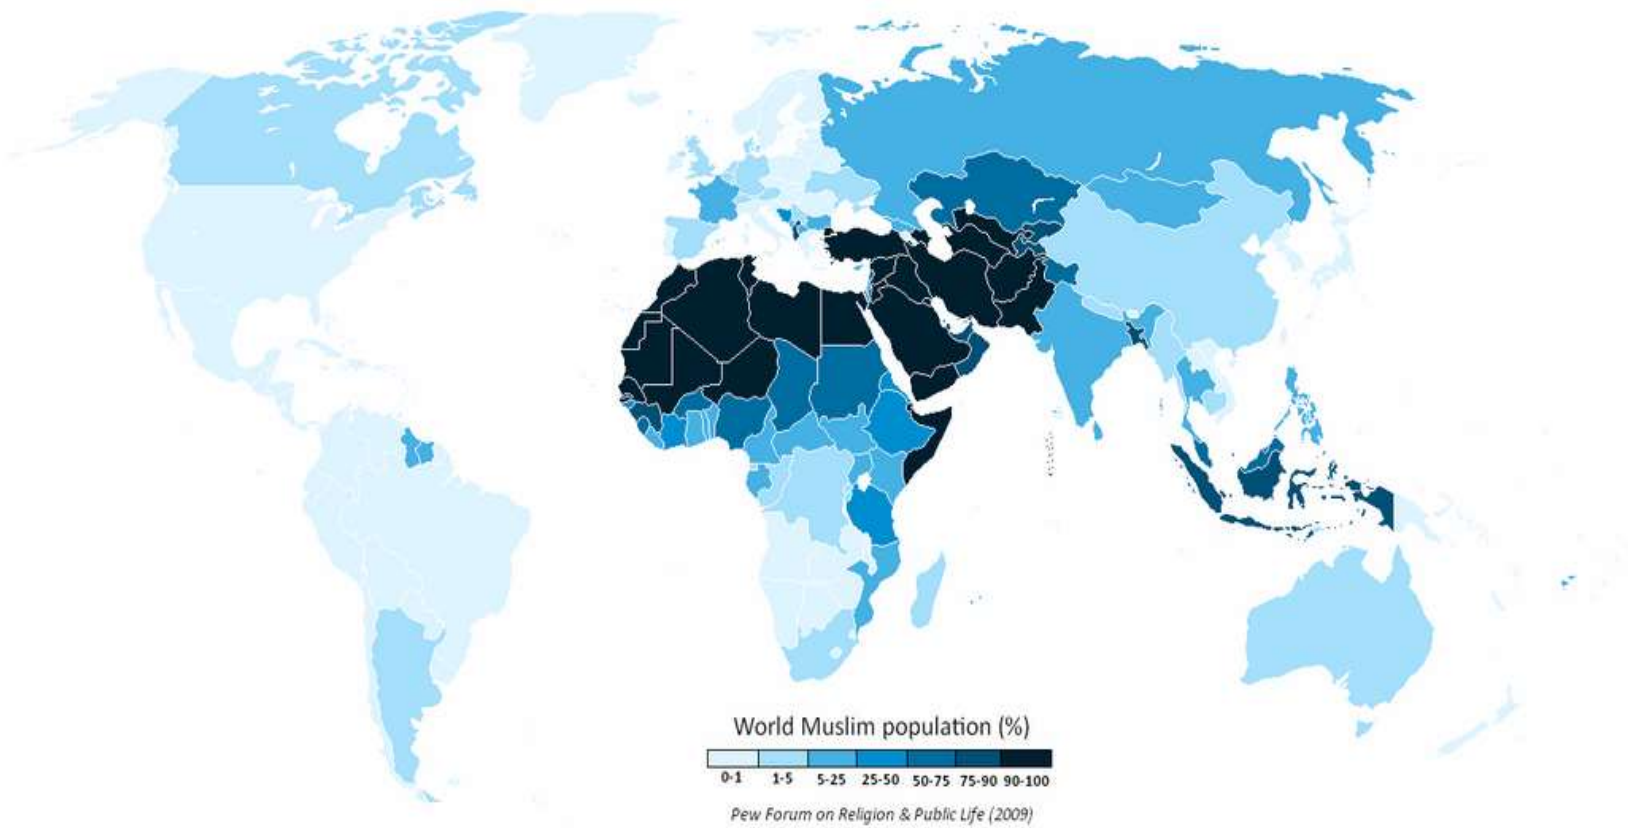 World Muslim population (%)
0-1 1-5 5-25 25-50 50-75 75-90 90-100
Pew Forum on Religion & Public Life (2009)